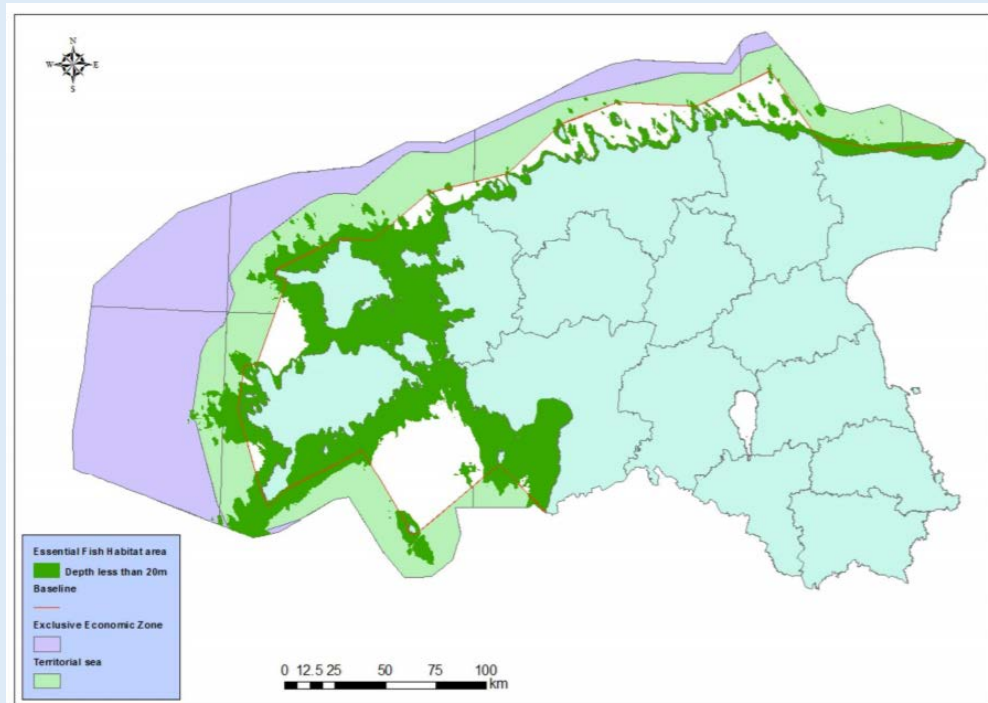 N
W E
S
Essential Fish Habitat area
Depth less than 20m
Baseline
Exclusive Economic Zone
Territorial sea
0 12.5 25 50 75 100
km